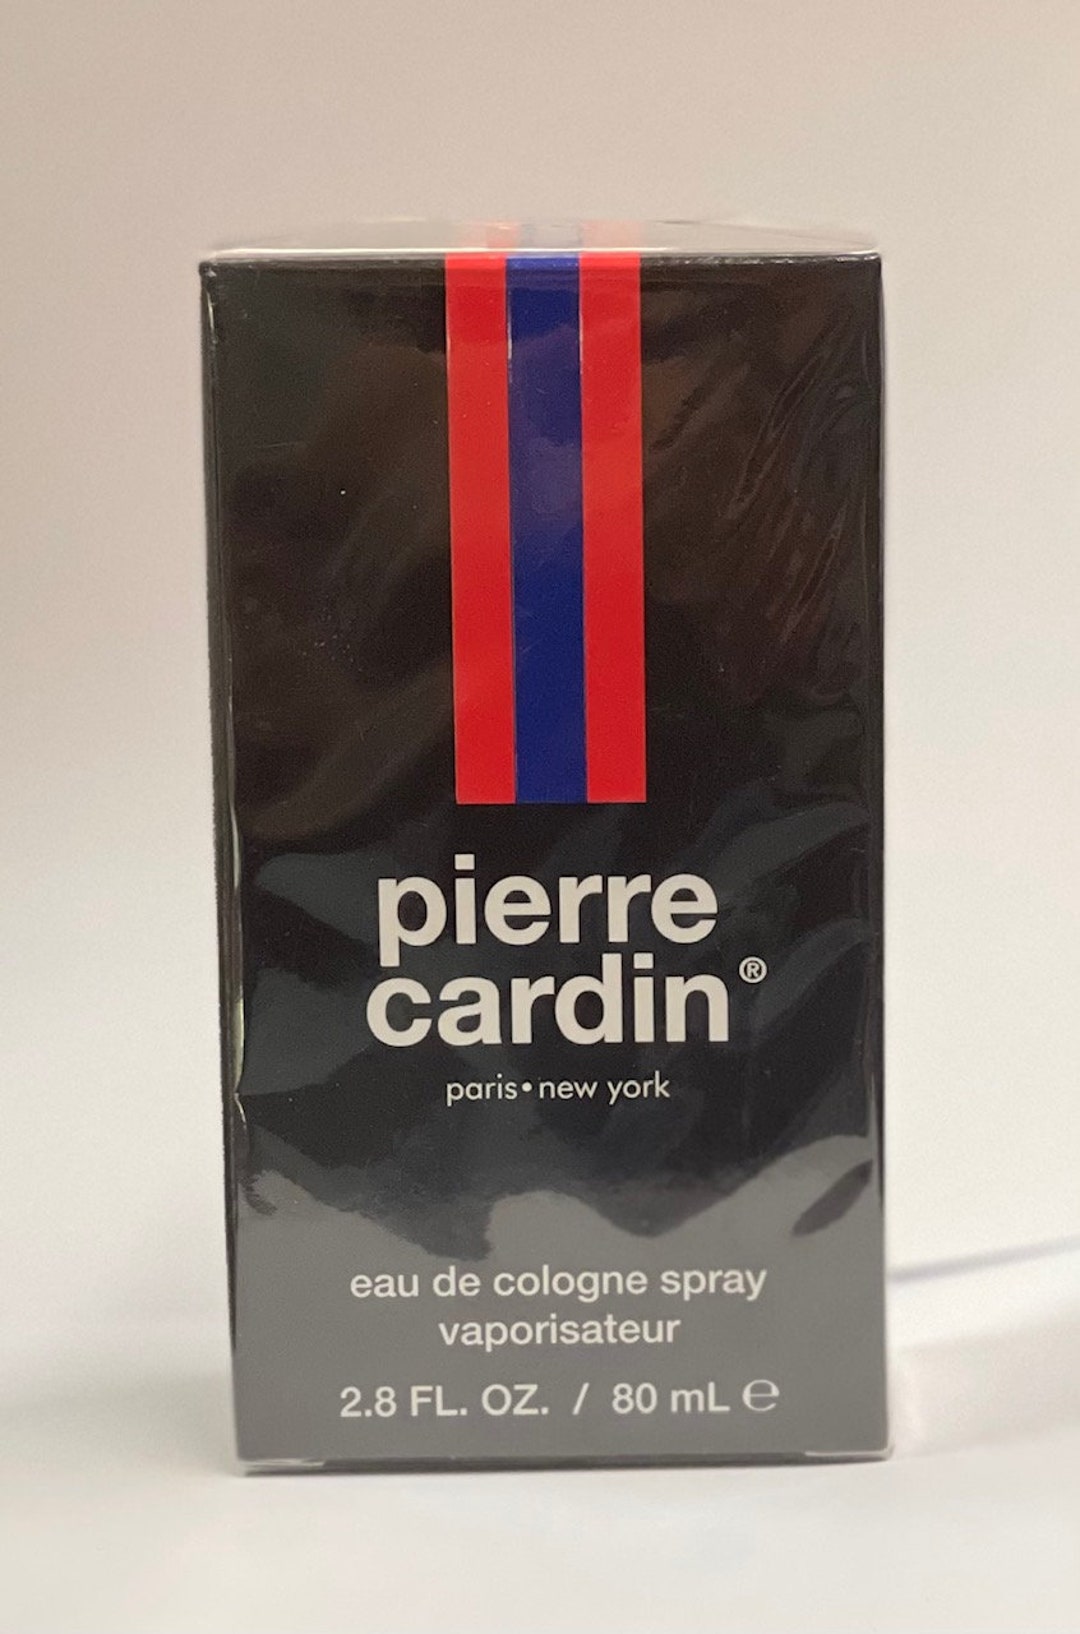 pierre
cardin®
paris•new york
eau de cologne spray
vaporisateur
2.8 FL. OZ. / 80 mL ℮